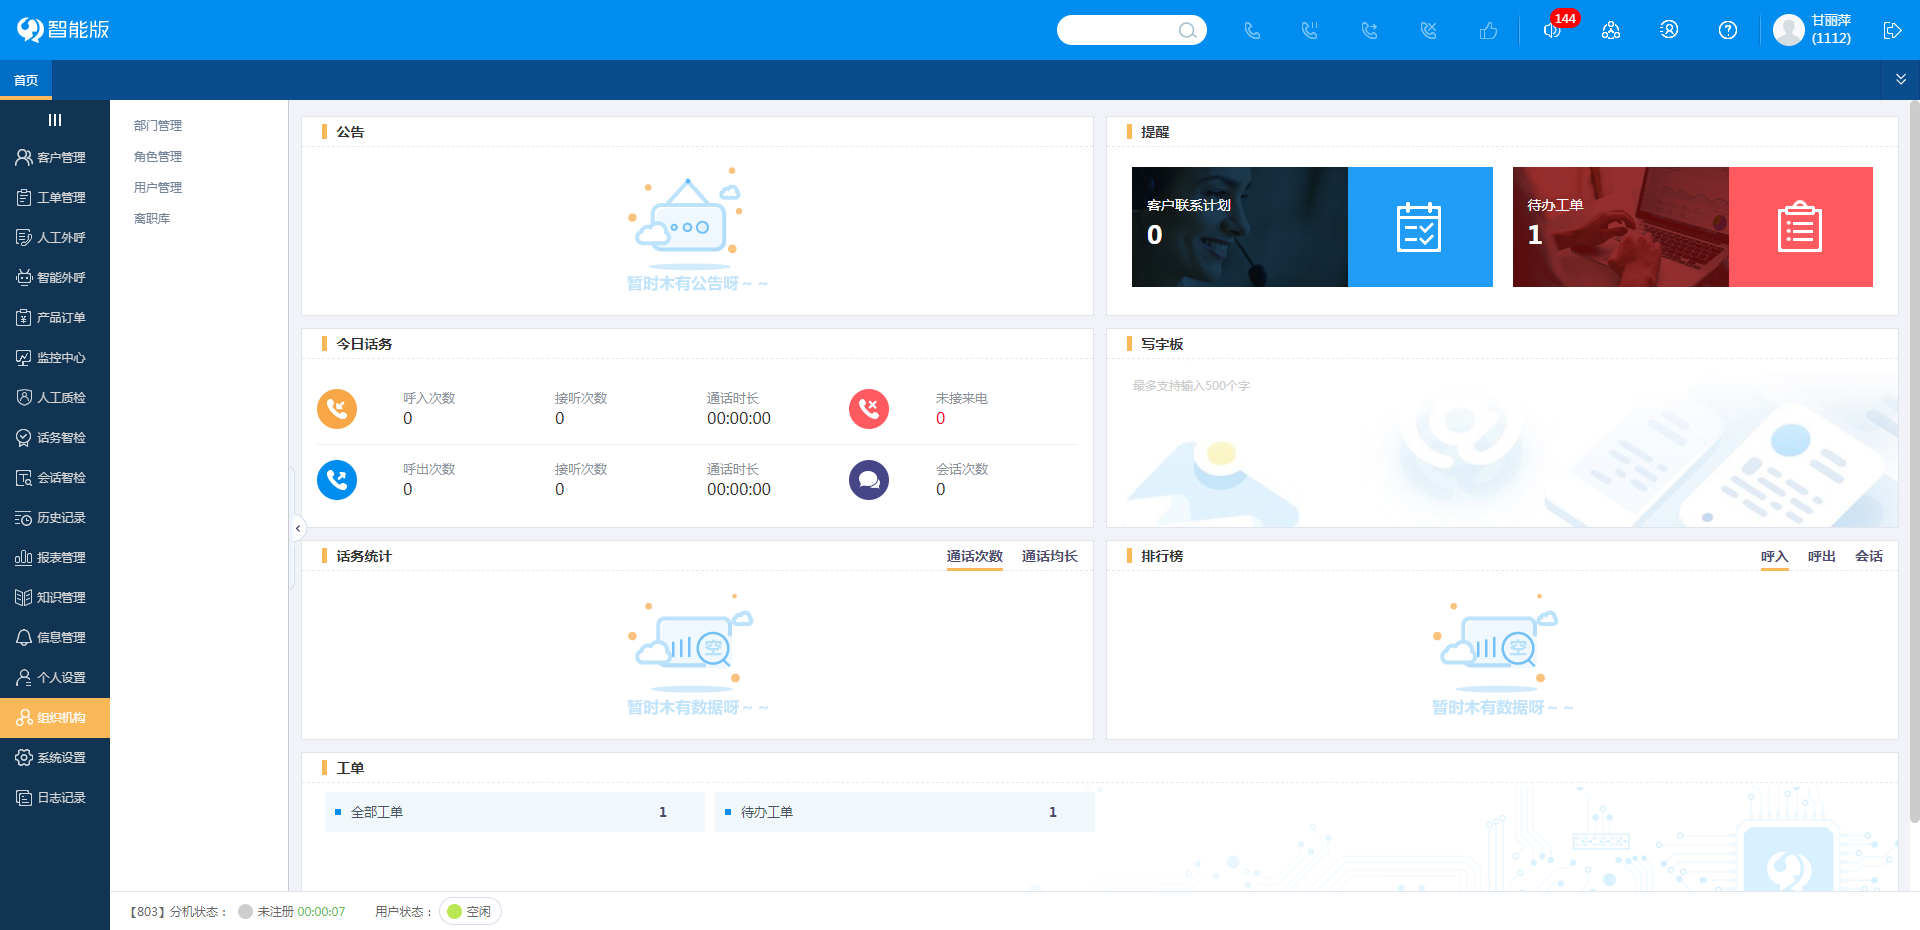 智能版
144
甘丽萍
(1112)
首页
客户管理
工单管理
人工外呼
智能外呼
产品订单
监控中心
人工质检
话务智检
会话智检
历史记录
报表管理
知识管理
信息管理
个人设置
组织机构
系统设置
日志记录
部门管理
角色管理
用户管理
离职库
公告
暂时木有公告呀~ ~
提醒
客户联系计划
0
待办工单
1
今日话务
呼入次数 接听次数 通话时长 未接来电
0 0 00:00:00 0
呼出次数 接听次数 通话时长 会话次数
0 0 00:00:00 0
写字板
最多支持输入500个字
话务统计 通话次数 通话均长
空
暂时木有数据呀~ ~
排行榜 呼入 呼出 会话
空
暂时木有数据呀~ ~
工单
全部工单 1 待办工单 1
【803】分机状态： 未注册 00:00:07 用户状态： 空闲